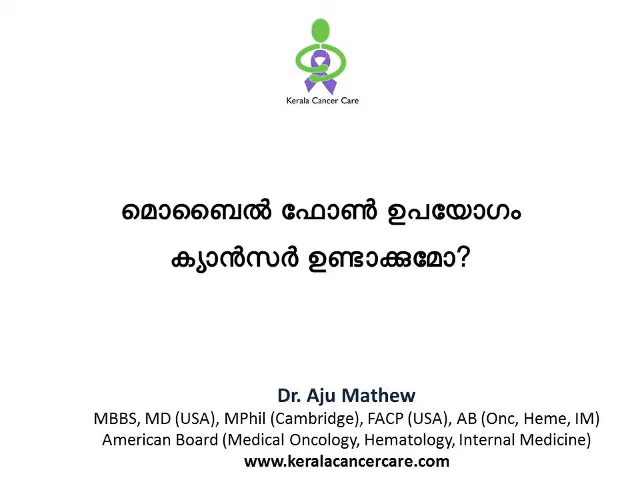 Kerala Cancer Care
മൊബൈൽ ഫോൺ ഉപയോഗം
ക്യാൻസർ ഉണ്ടാക്കുമോ?
Dr. Aju Mathew
MBBS, MD (USA), MPhil (Cambridge), FACP (USA), AB (Onc, Heme, IM)
American Board (Medical Oncology, Hematology, Internal Medicine)
www.keralacancercare.com